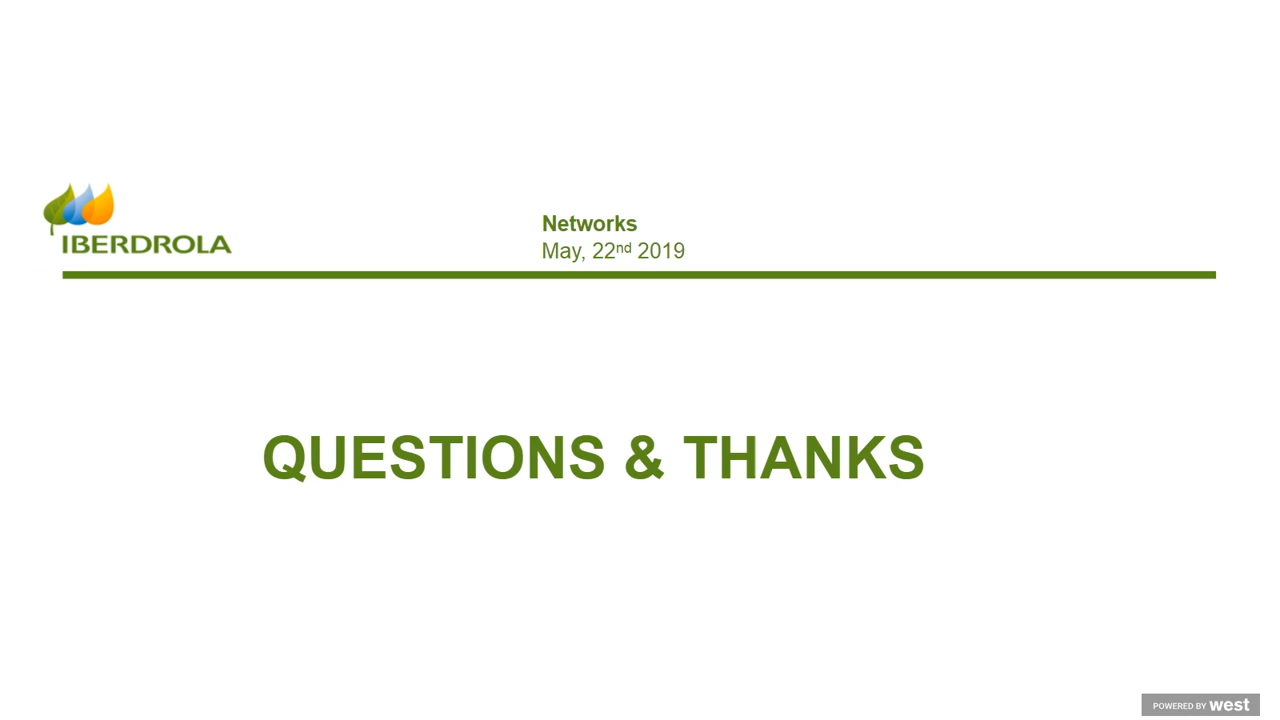 IBERDROLA
Networks
May, 22nd 2019
QUESTIONS & THANKS
POWERED BY west